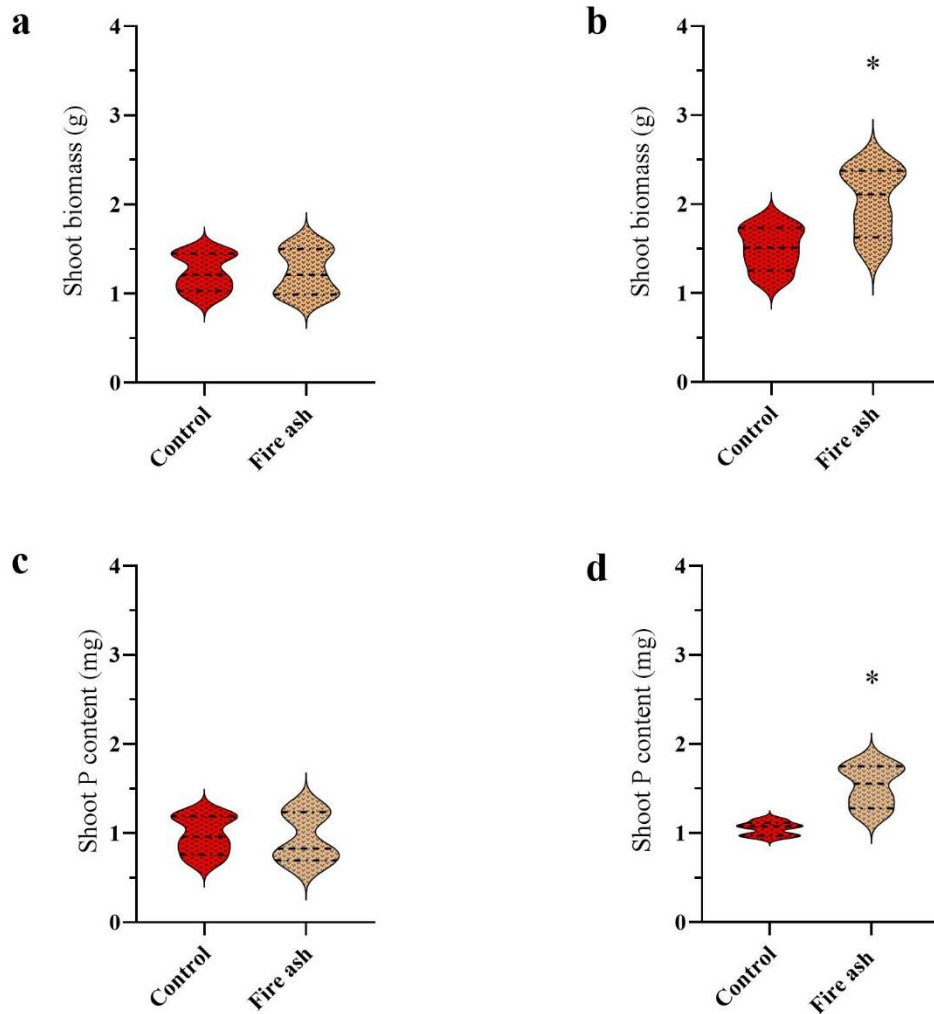 a
4
3
2
1
0
Shoot biomass (g)
Control
Fire ash
b
*
4
3
2
1
0
Shoot biomass (g)
Control
Fire ash
c
4
3
2
1
0
Shoot P content (mg)
Control
Fire ash
d
*
4
3
2
1
0
Shoot P content (mg)
Control
Fire ash